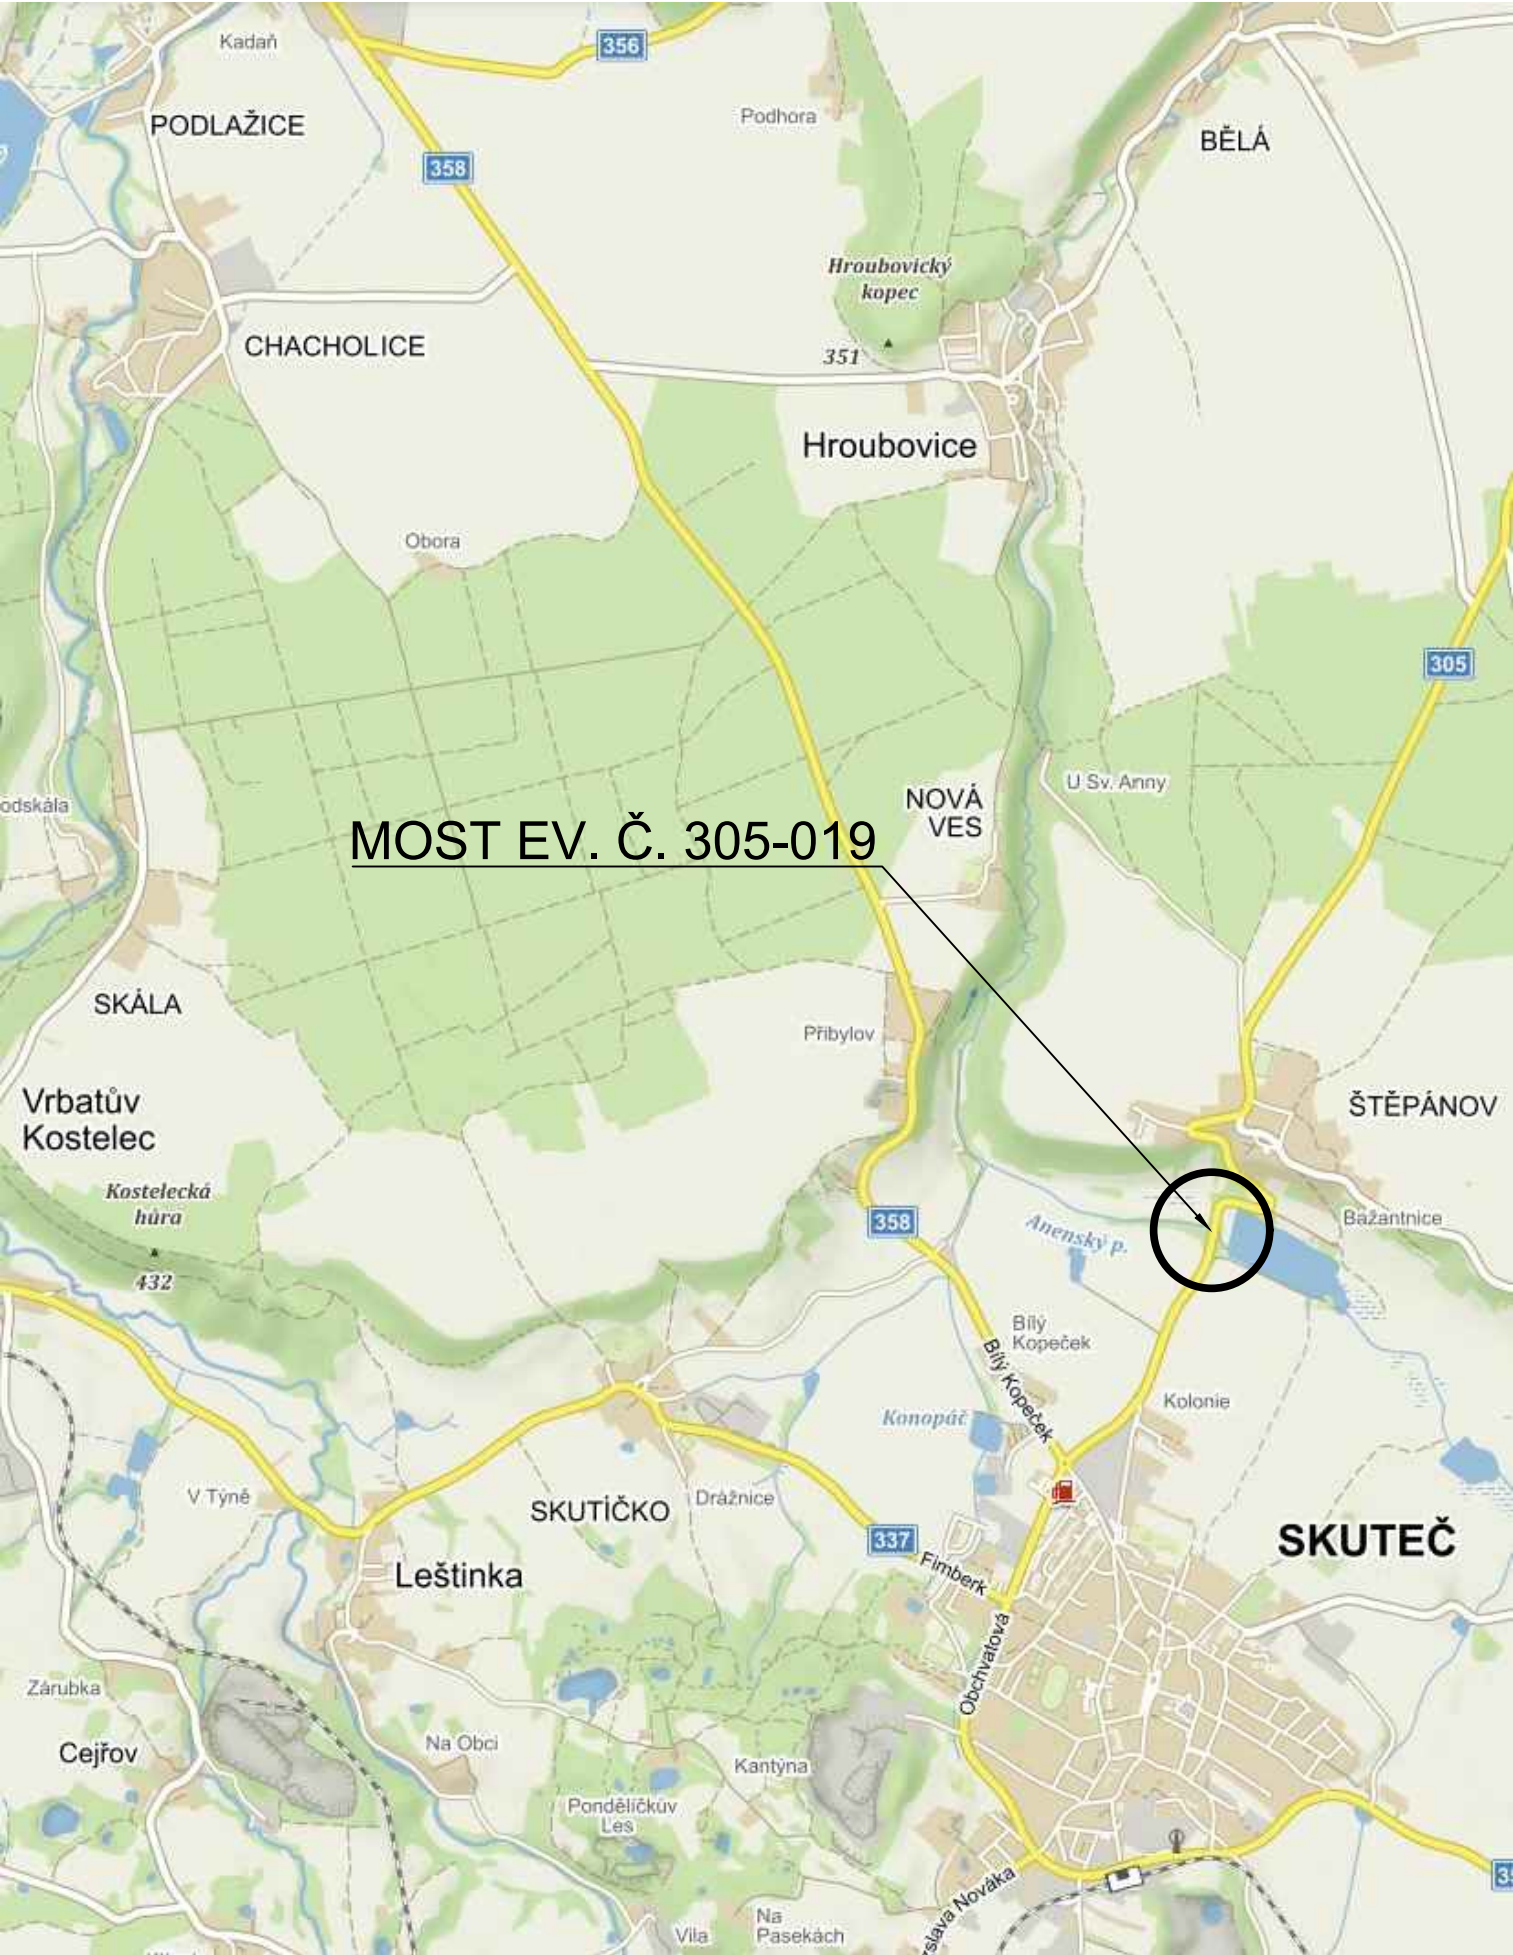 Kadaň
356
PODLAŽICE
Podhora
BĚLÁ
358
Hroubovický
kopec
351
CHACHOLICE
Hroubovice
Obora
305
U Sv. Anny
odskála
NOVÁ
VES
MOST EV. Č. 305-019
SKÁLA
Přibylov
Vrbatův
Kostelec
ŠTĚPÁNOV
Kostelecká
hůra
432
358
Anenský p.
Bažantnice
Bílý
Kopeček
Bílý Kopeček
Kolonie
Konopáč
V Týně
SKUTÍČKO
Drážnice
337
Fimberk
SKUTEČ
Leštinka
Obchvatová
Zárubka
Cejřov
Na Obci
Kantýna
Pondělíčkův
Les
slava Nováka
35
Vila
Na
Pasekách